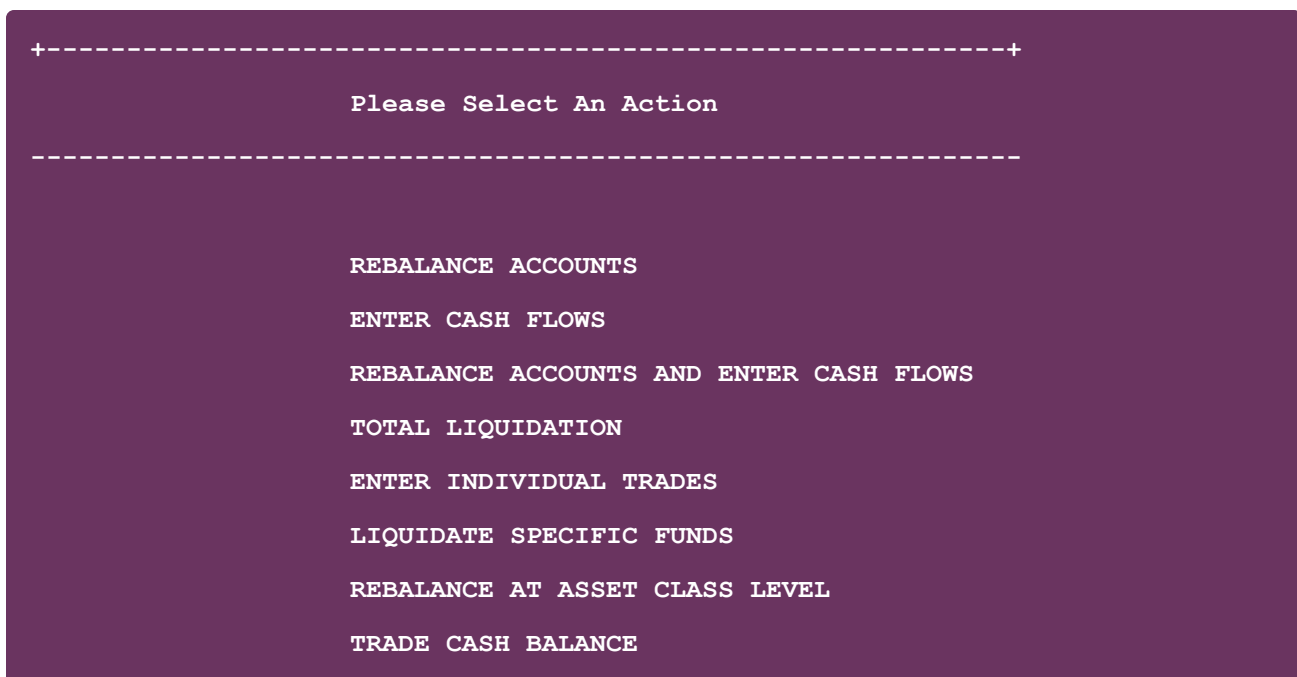 +------------------------------------------------------------+
Please Select An Action
--------------------------------------------------------------
REBALANCE ACCOUNTS
ENTER CASH FLOWS
REBALANCE ACCOUNTS AND ENTER CASH FLOWS
TOTAL LIQUIDATION
ENTER INDIVIDUAL TRADES
LIQUIDATE SPECIFIC FUNDS
REBALANCE AT ASSET CLASS LEVEL
TRADE CASH BALANCE